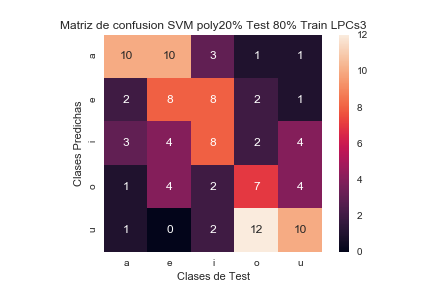 Matriz de confusion SVM poly20% Test 80% Train LPCs3
a 10 10 3 1 1
e 2 8 8 2 1
i 3 4 8 2 4
o 1 4 2 7 4
u 1 0 2 12 10
a e i o u
Clases de Test
Clases Predichas
12
10
8
6
4
2
0